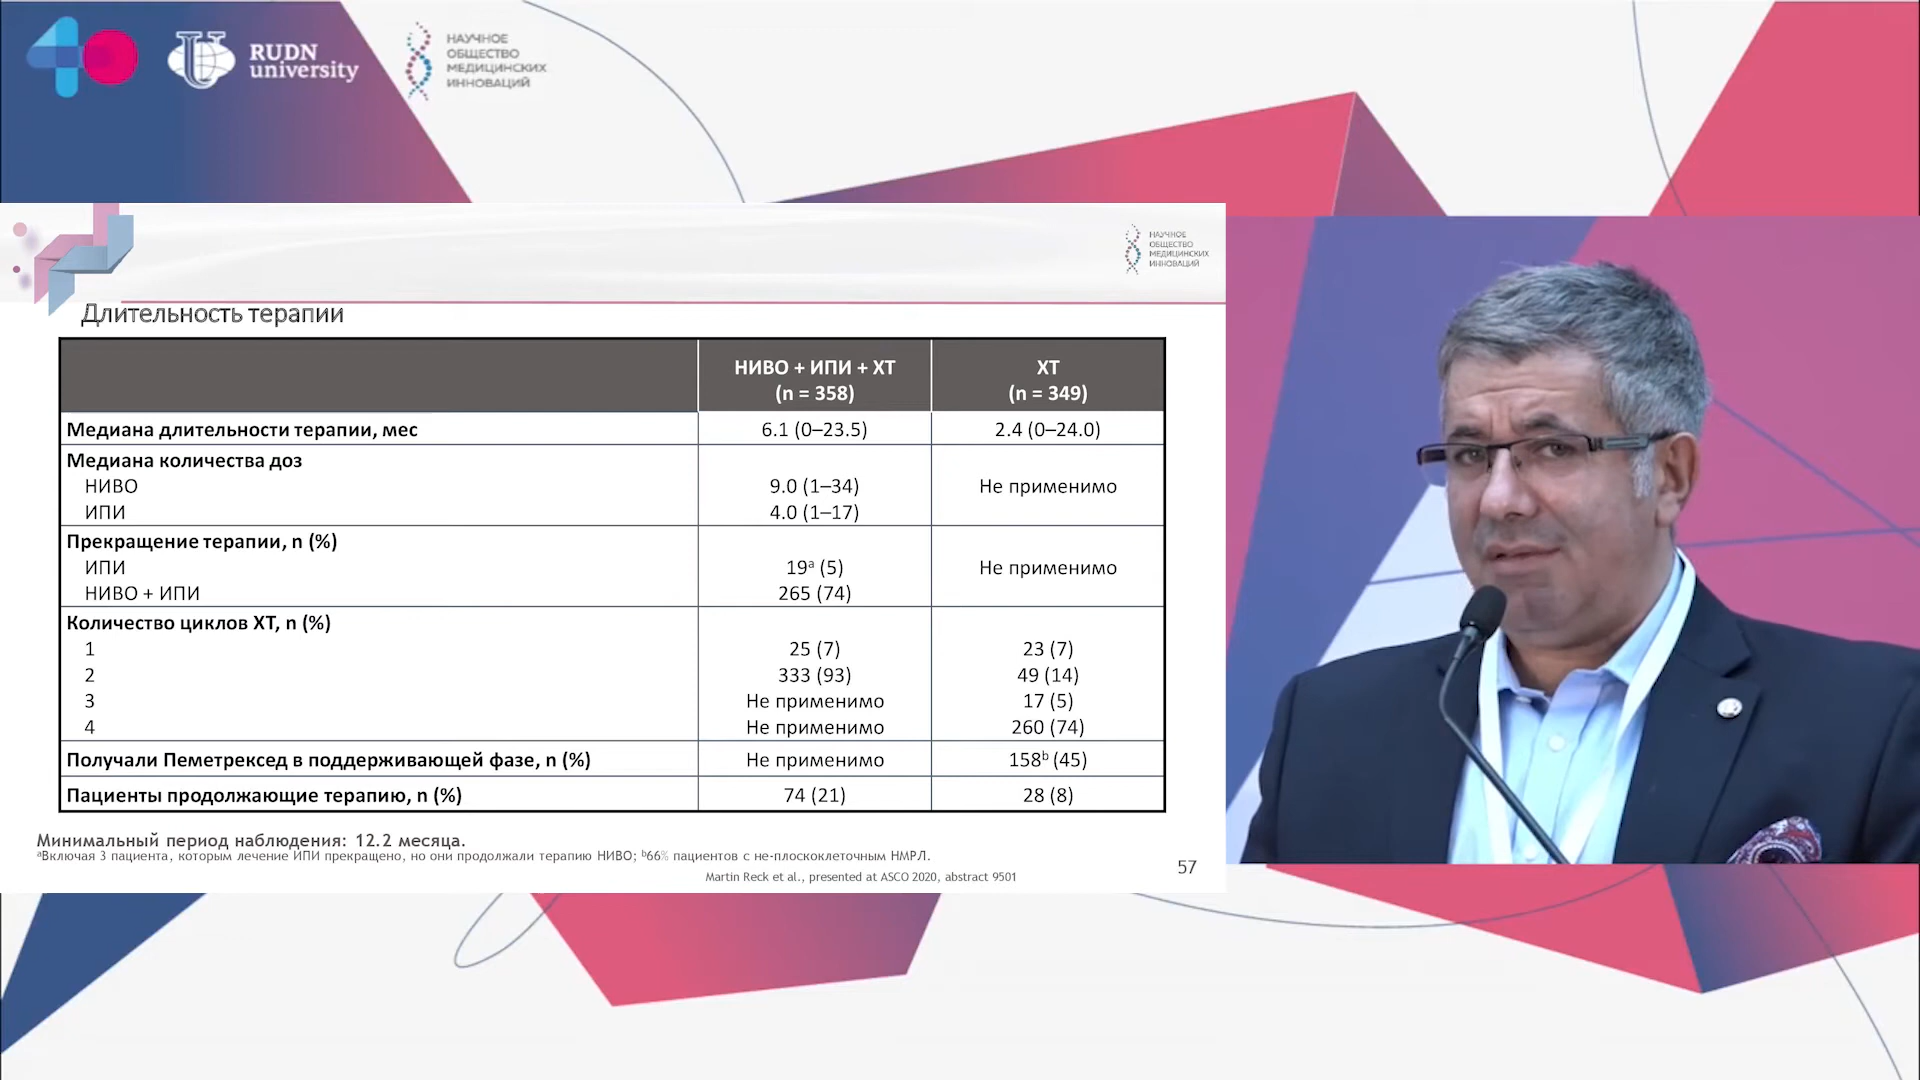 RUDN
university
НАУЧНОЕ
ОБЩЕСТВО
МЕДИЦИНСКИХ
ИННОВАЦИЙ
НАУЧНОЕ
ОБЩЕСТВО
МЕДИЦИНСКИХ
ИННОВАЦИЙ
Длительность терапии
НИВО + ИПИ + ХТ
(n = 358)
ХТ
(n = 349)
Медиана длительности терапии, мес 6.1 (0–23.5) 2.4 (0–24.0)
Медиана количества доз
НИВО 9.0 (1–34) Не применимо
ИПИ 4.0 (1–17)
Прекращение терапии, n (%)
ИПИ 19ᵃ (5) Не применимо
НИВО + ИПИ 265 (74)
Количество циклов ХТ, n (%)
1 25 (7) 23 (7)
2 333 (93) 49 (14)
3 Не применимо 17 (5)
4 Не применимо 260 (74)
Получали Пеметрексед в поддерживающей фазе, n (%) Не применимо 158ᵇ (45)
Пациенты продолжающие терапию, n (%) 74 (21) 28 (8)
Минимальный период наблюдения: 12.2 месяца.
ᵃВключая 3 пациента, которым лечение ИПИ прекращено, но они продолжали терапию НИВО; ᵇ66% пациентов с не-плоскоклеточным НМРЛ.
Martin Reck et al., presented at ASCO 2020, abstract 9501
57